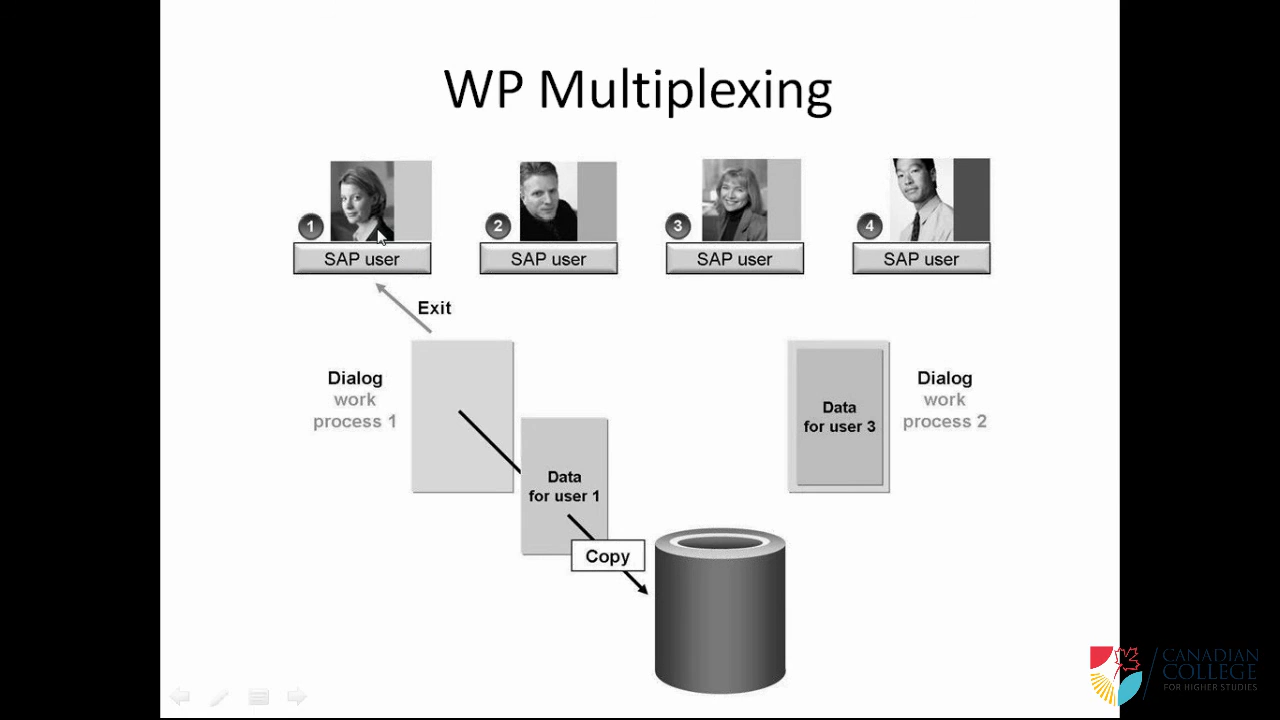 WP Multiplexing
1
2
3
4
SAP user
SAP user
SAP user
SAP user
Exit
Dialog
work
process 1
Data
for user 3
Dialog
work
process 2
Data
for user 1
Copy
CANADIAN
COLLEGE
FOR HIGHER STUDIES